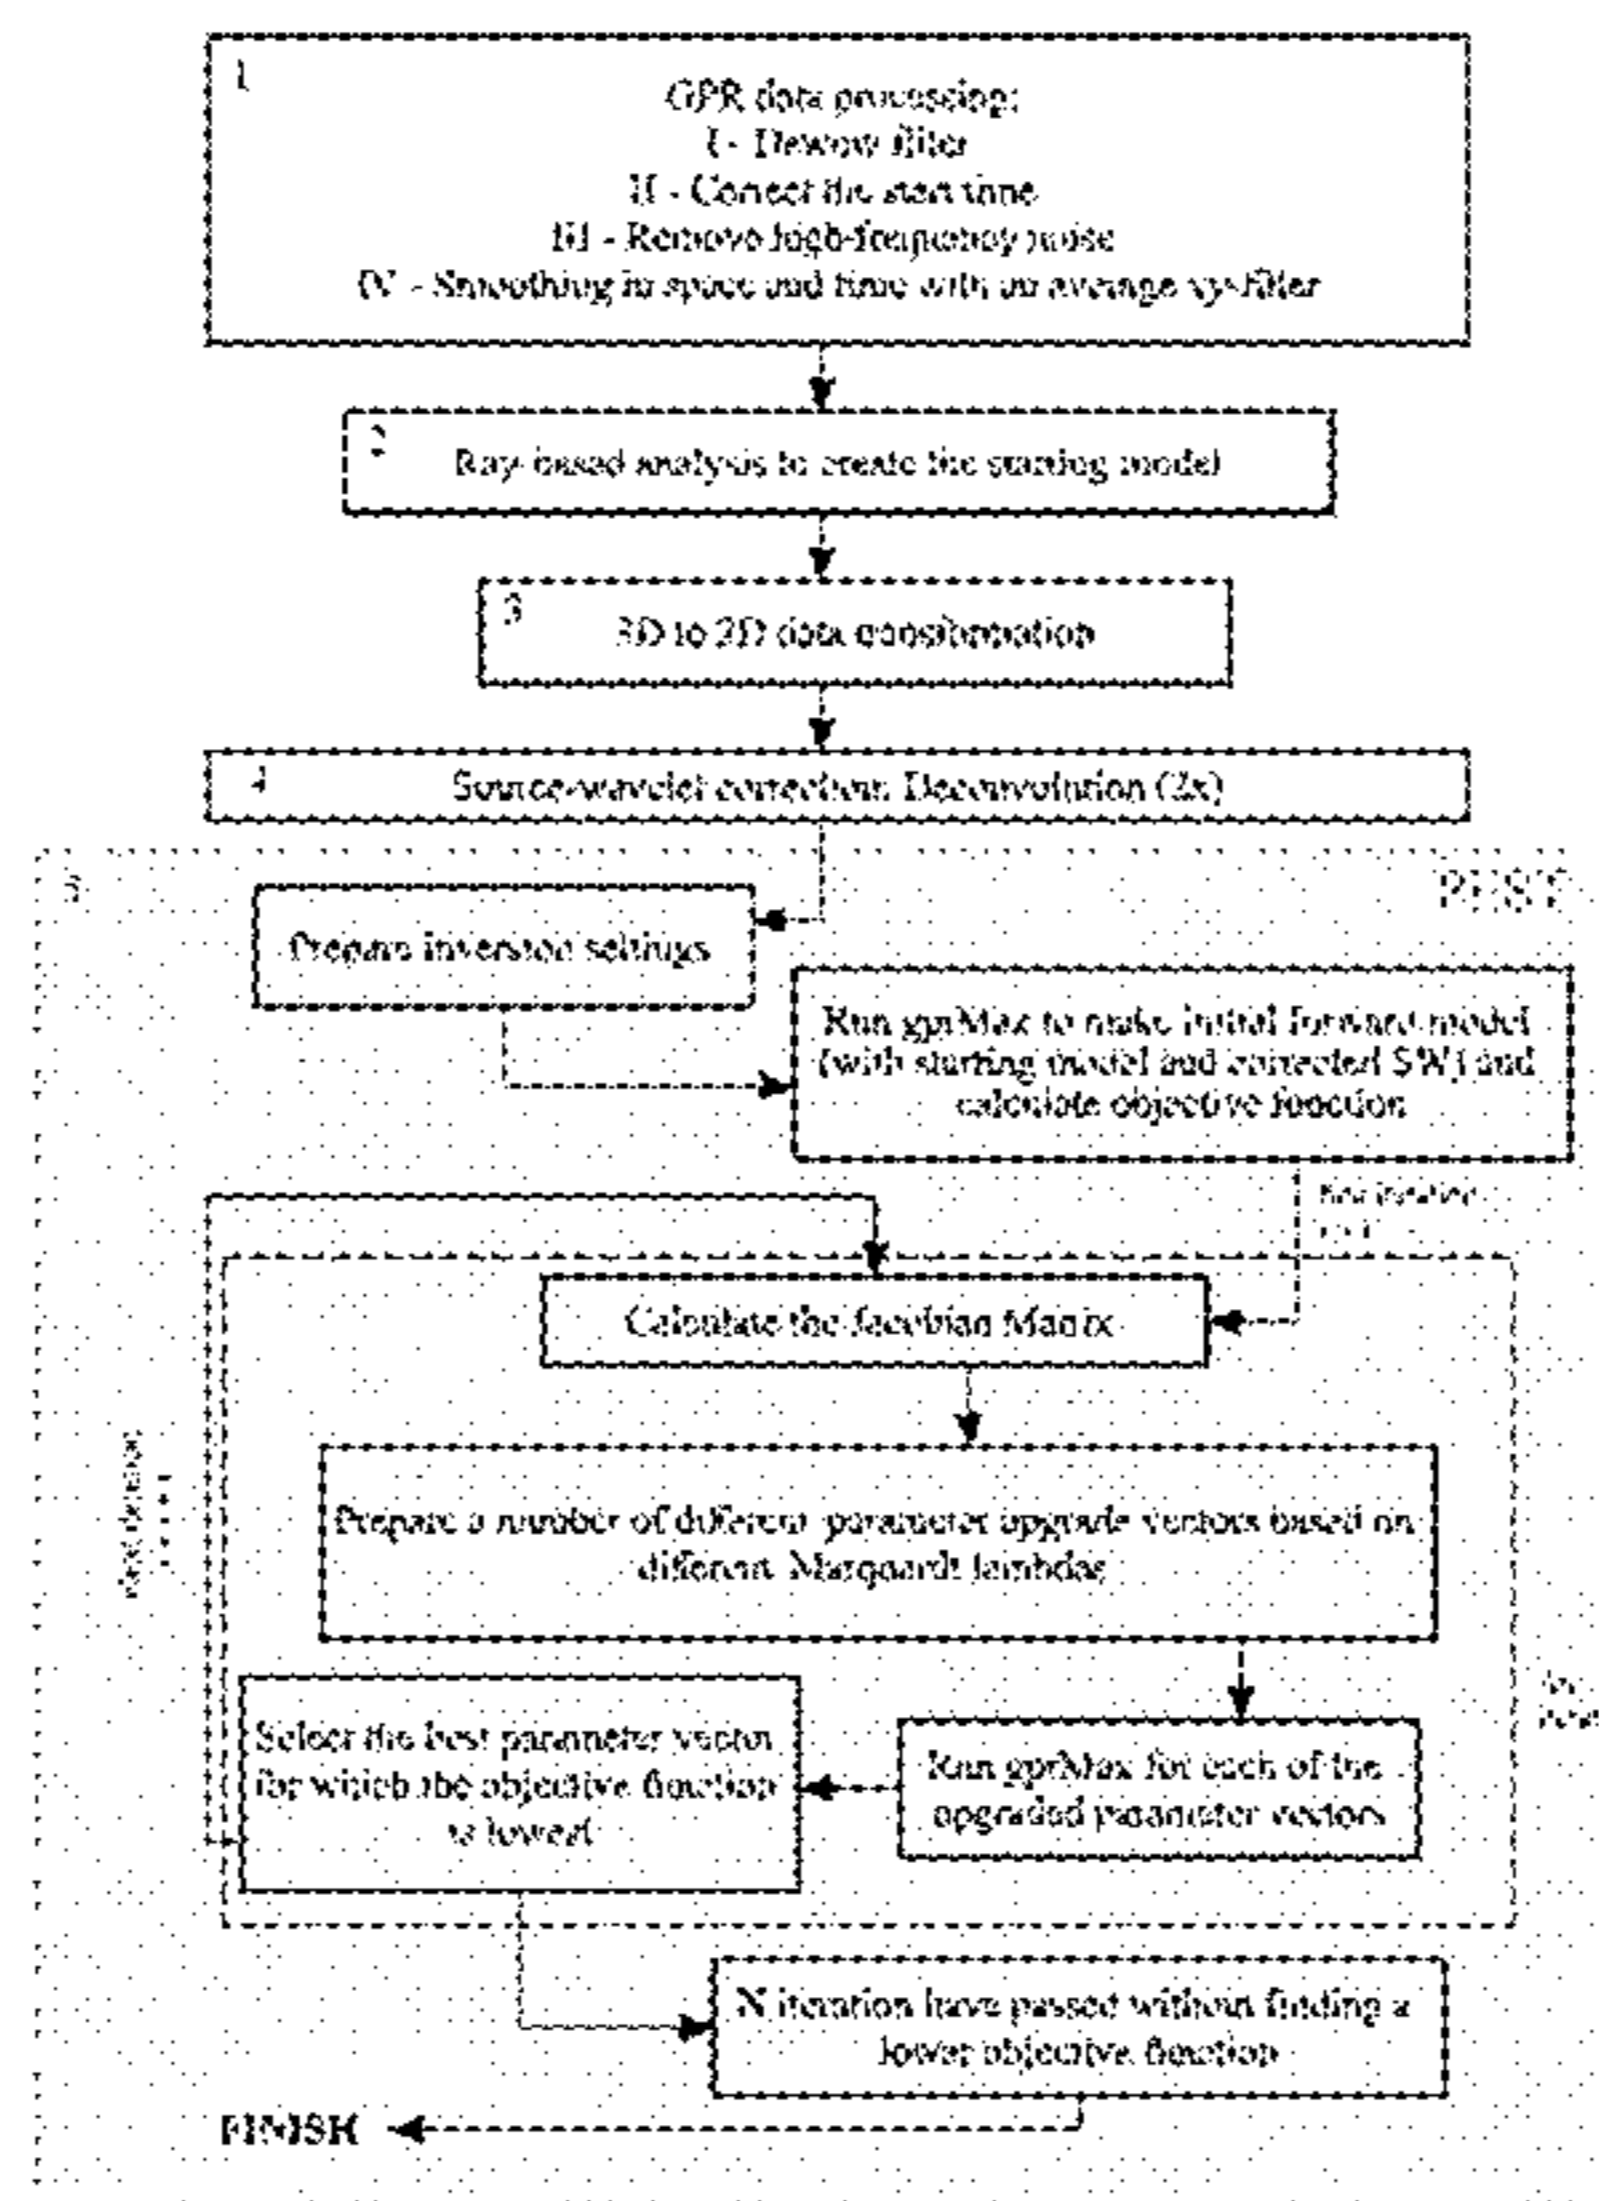 1
GPR data processing:
I - Dewow filter
II - Correct the start time
III - Remove high-frequency noise
IV - Smoothing in space and time with an average xy-filter
2
Ray-based analysis to create the starting model
3
3D to 2D data transformation
4
Source-wavelet correction: Deconvolution (2x)
5
PEST
Prepare inversion settings
Run gprMax to make initial forward model
(with starting model and corrected SW) and
calculate objective function
Calculate the Jacobian Matrix
Prepare a number of different parameter upgrade vectors based on
different Marquardt lambdas
Select the best parameter vector
for which the objective function
is lowest
Run gprMax for each of the
upgraded parameter vectors
N iteration have passed without finding a
lower objective function
FINISH